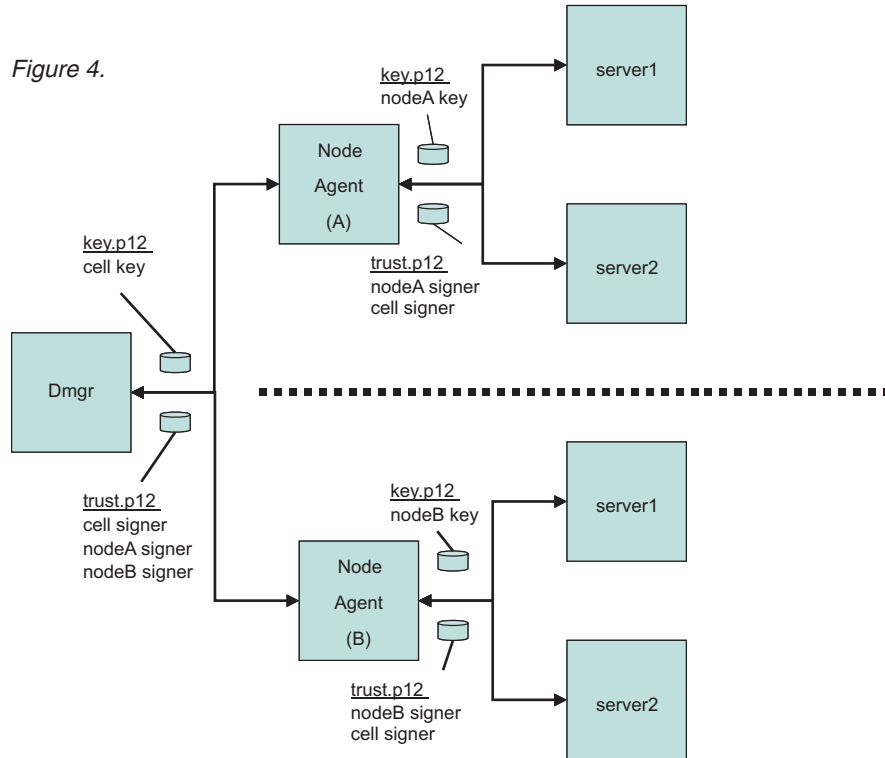 Figure 4.
key.p12
nodeA key
server1
Node
Agent
(A)
trust.p12
nodeA signer
cell signer
server2
key.p12
cell key
Dmgr
trust.p12
cell signer
nodeA signer
nodeB signer
key.p12
nodeB key
server1
Node
Agent
(B)
trust.p12
nodeB signer
cell signer
server2